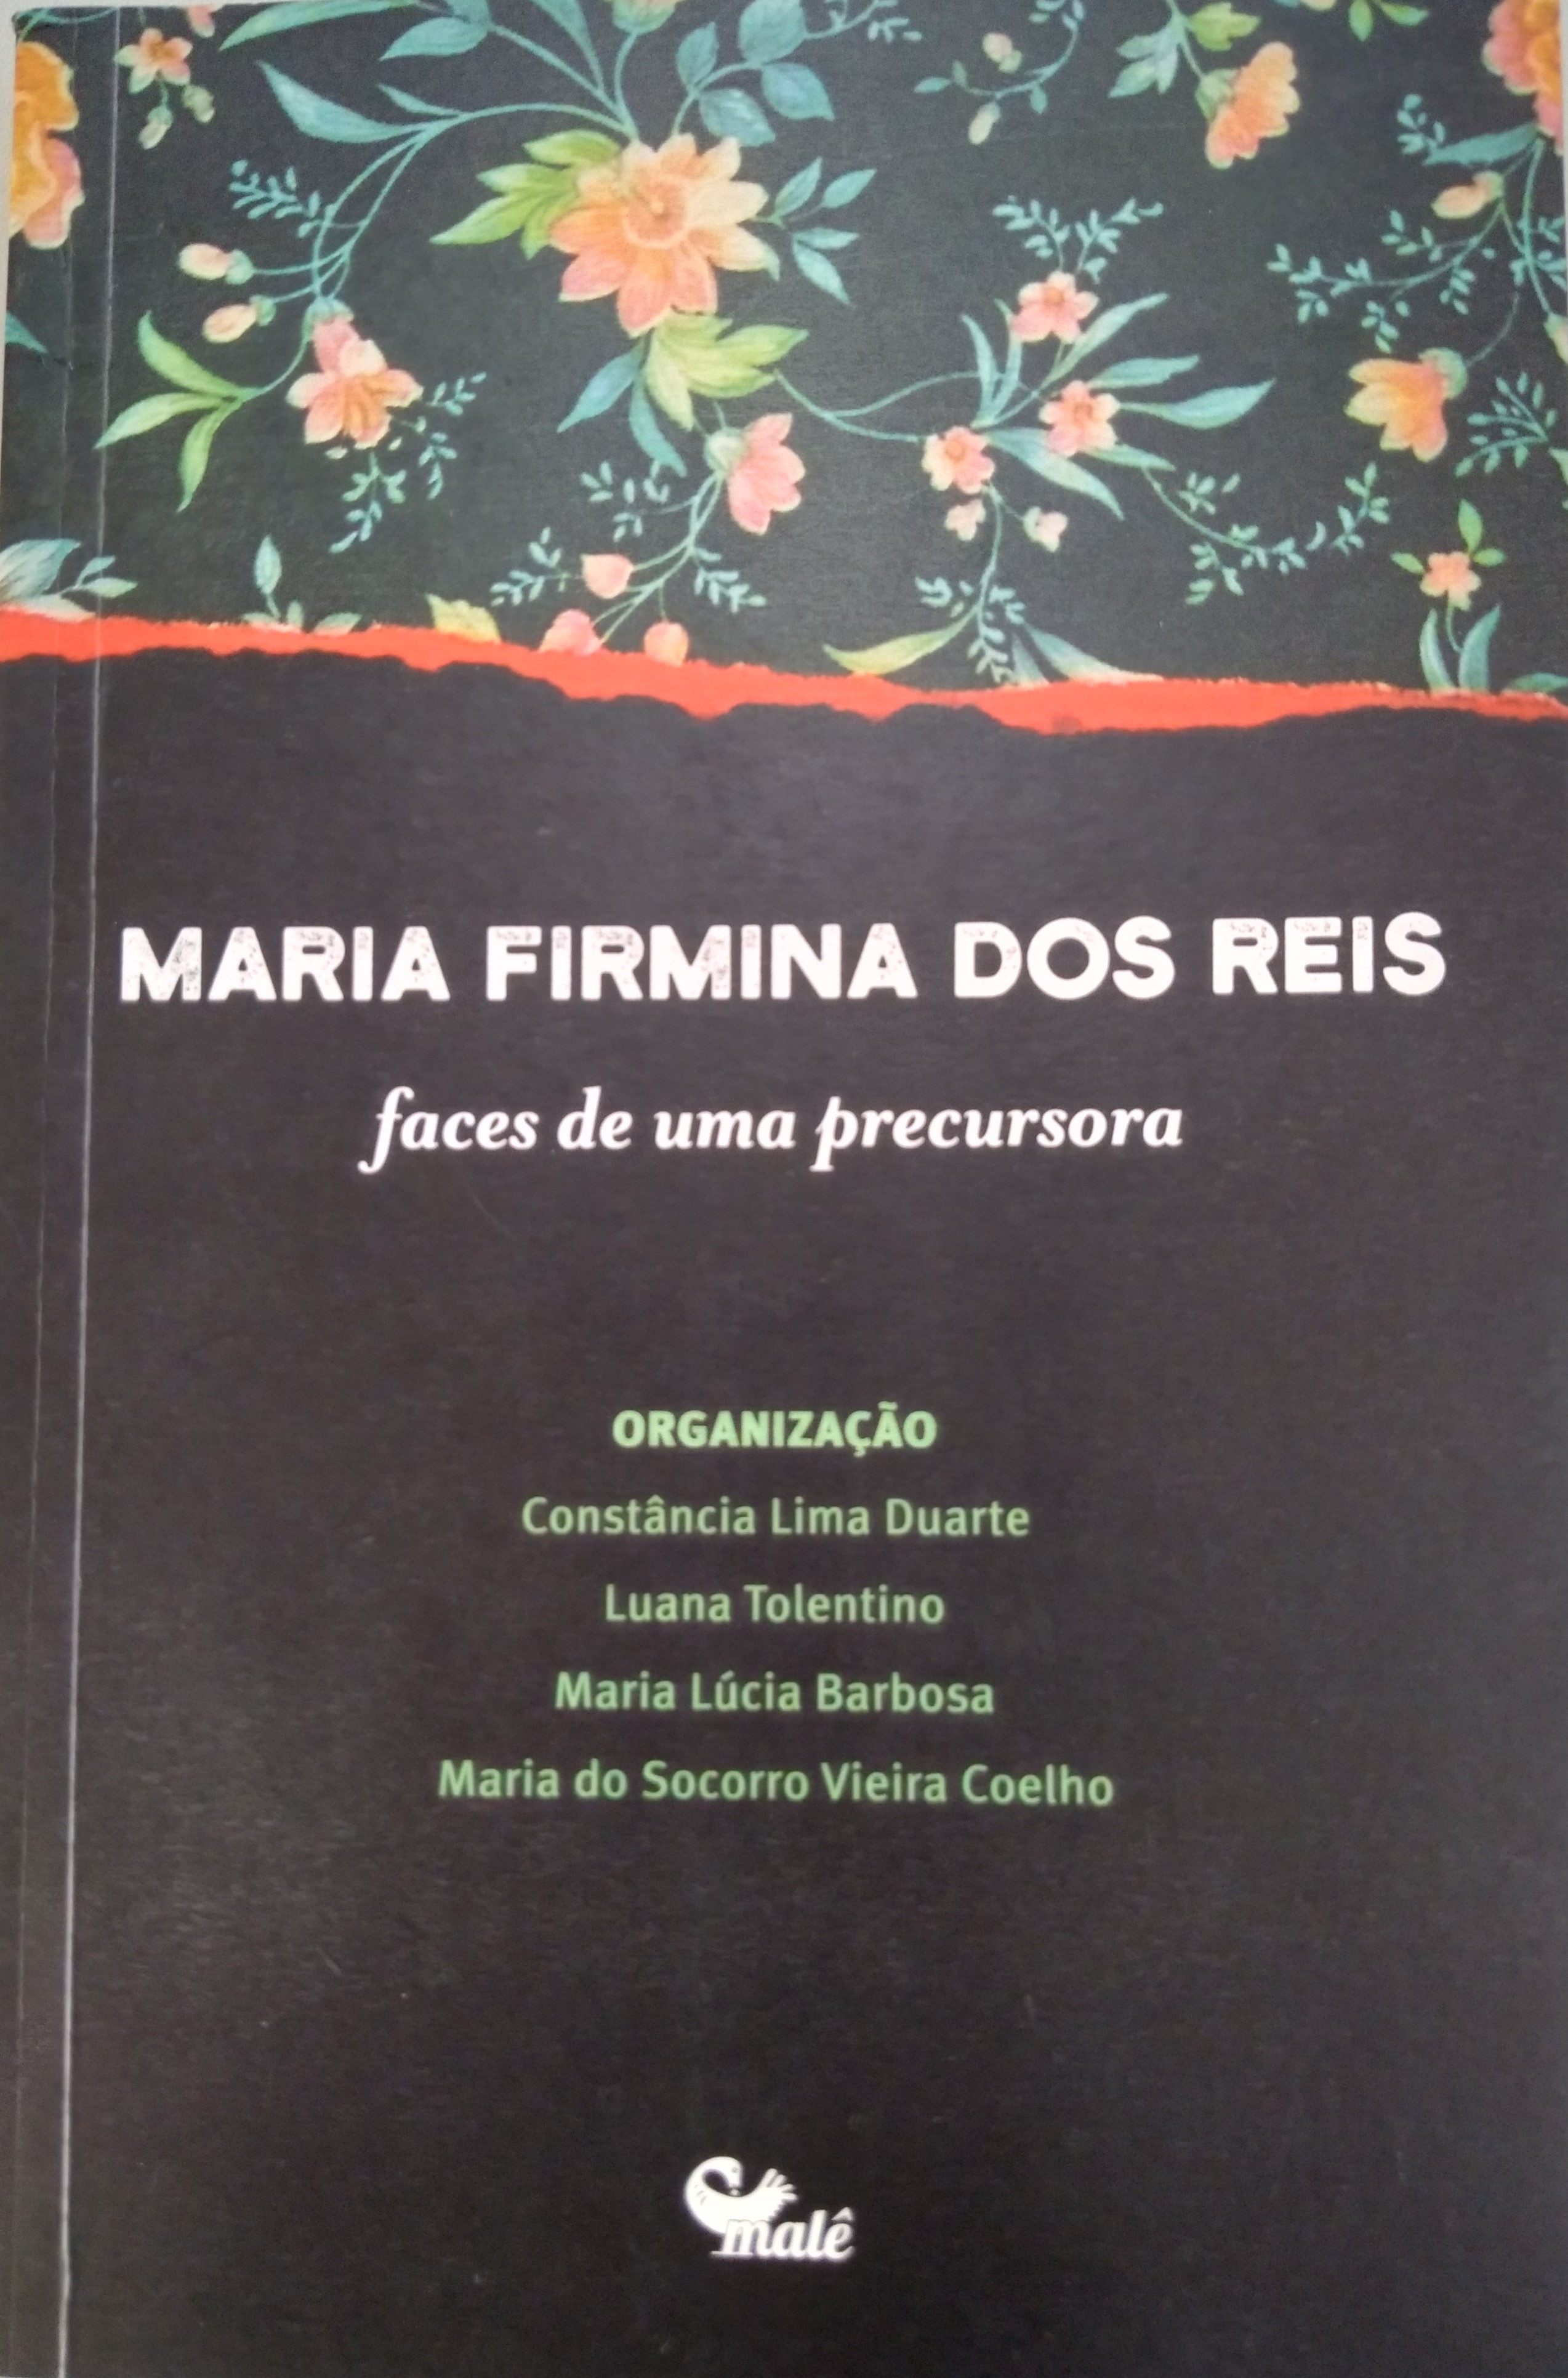 MARIA FIRMINA DOS REIS
faces de uma precursora
ORGANIZAÇÃO
Constância Lima Duarte
Luana Tolentino
Maria Lúcia Barbosa
Maria do Socorro Vieira Coelho
malê